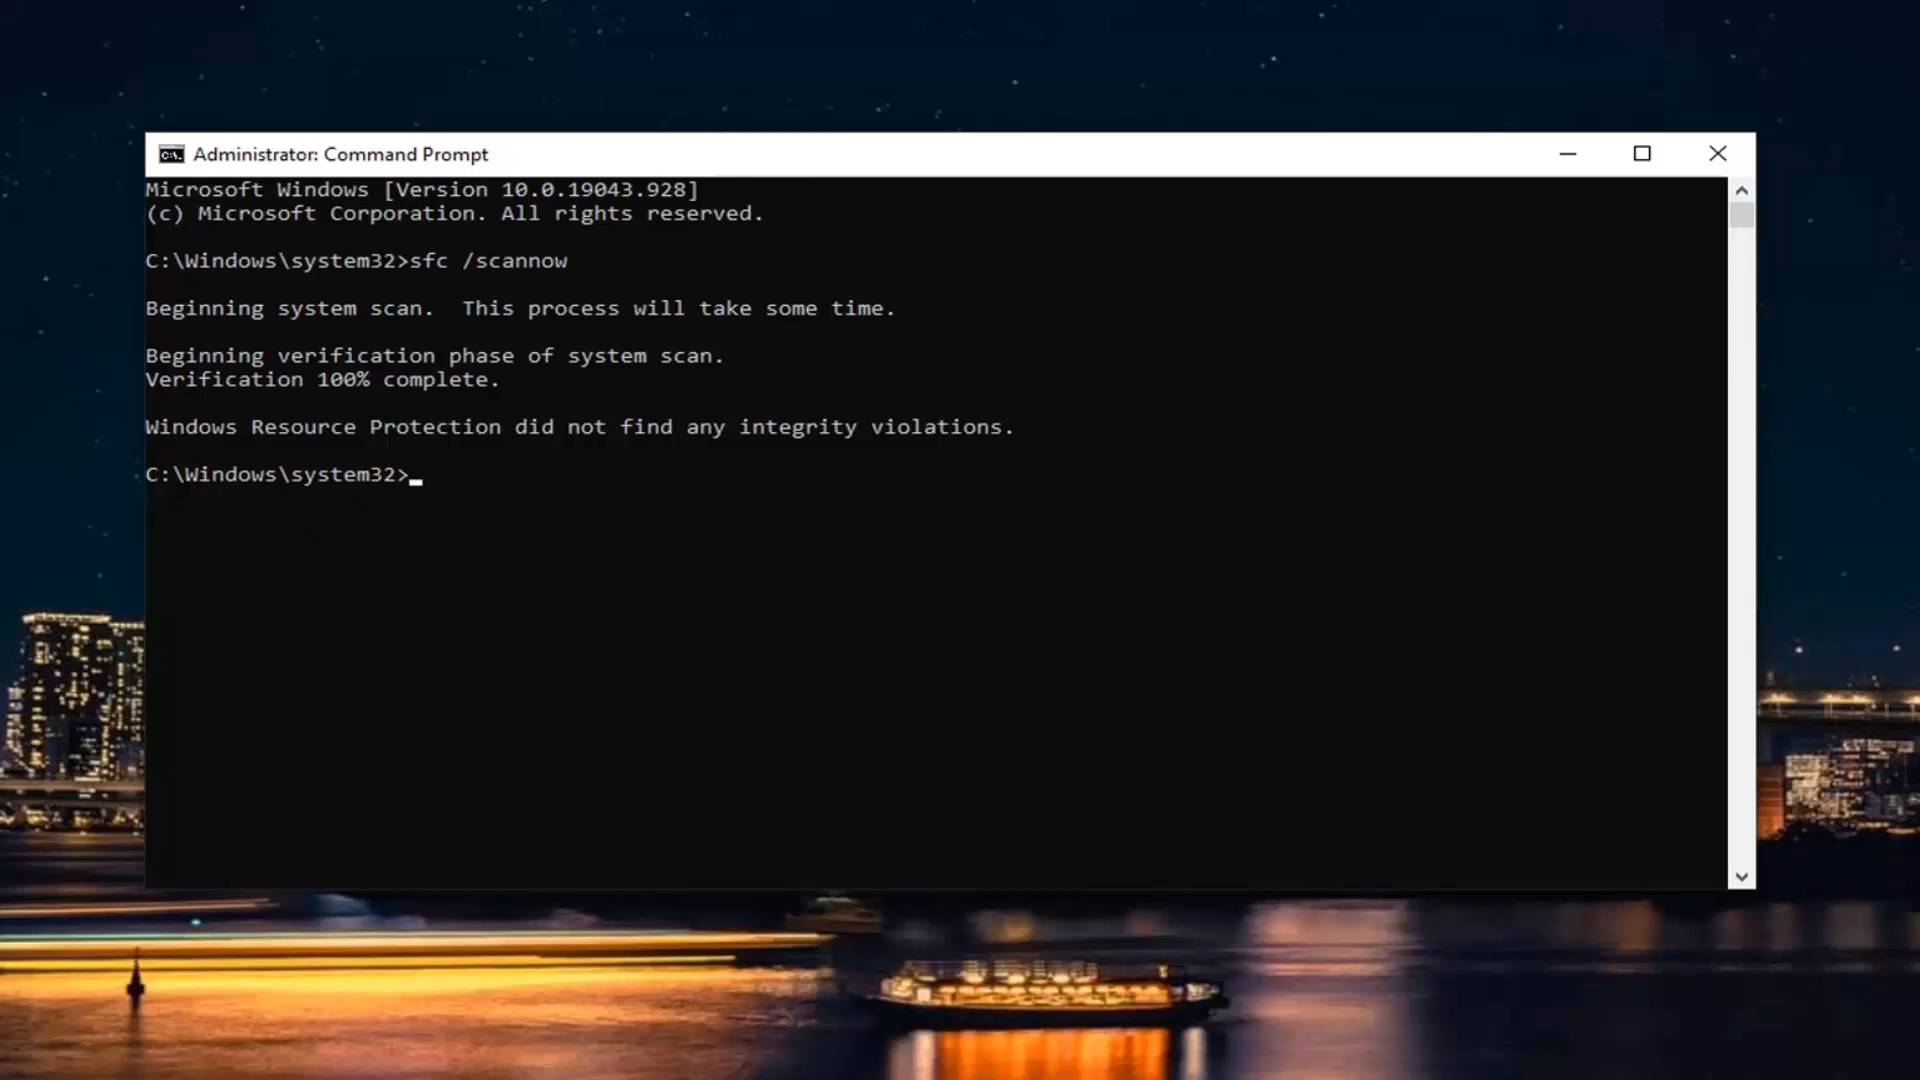 Administrator: Command Prompt
Microsoft Windows [Version 10.0.19043.928]
(c) Microsoft Corporation. All rights reserved.
C:\Windows\system32>sfc /scannow
Beginning system scan.  This process will take some time.
Beginning verification phase of system scan.
Verification 100% complete.
Windows Resource Protection did not find any integrity violations.
C:\Windows\system32>